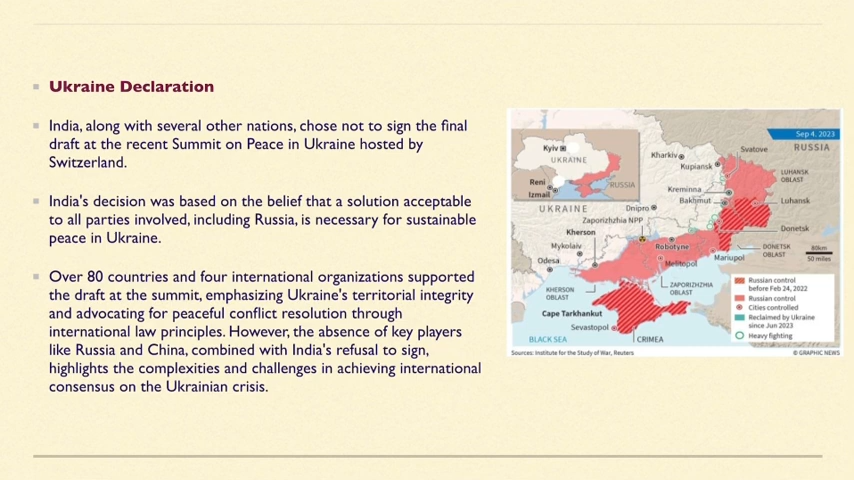 Ukraine Declaration
India, along with several other nations, chose not to sign the final
draft at the recent Summit on Peace in Ukraine hosted by
Switzerland.
India's decision was based on the belief that a solution acceptable
to all parties involved, including Russia, is necessary for sustainable
peace in Ukraine.
Over 80 countries and four international organizations supported
the draft at the summit, emphasizing Ukraine's territorial integrity
and advocating for peaceful conflict resolution through
international law principles. However, the absence of key players
like Russia and China, combined with India's refusal to sign,
highlights the complexities and challenges in achieving international
consensus on the Ukrainian crisis.
Sep 4, 2023
RUSSIA
Kyiv
UKRAINE
RUSSIA
Reni
Izmail
Kharkiv
Kupiansk
Svatove
LUHANSK
OBLAST
Kreminna
Bakhmut
Luhansk
UKRAINE
Dnipro
Zaporizhzhia NPP
Donetsk
Kherson
Mykolaiv
Robotyne
DONETSK
OBLAST
80km
50 miles
Odesa
Melitopol
Mariupol
KHERSON
OBLAST
ZAPORIZHZHIA
OBLAST
Cape Tarkhankut
Sevastopol
BLACK SEA
CRIMEA
Russian control
before Feb 24, 2022
Russian control
Cities controlled
Reclaimed by Ukraine
since Jun 2023
Heavy fighting
Sources: Institute for the Study of War, Reuters
© GRAPHIC NEWS